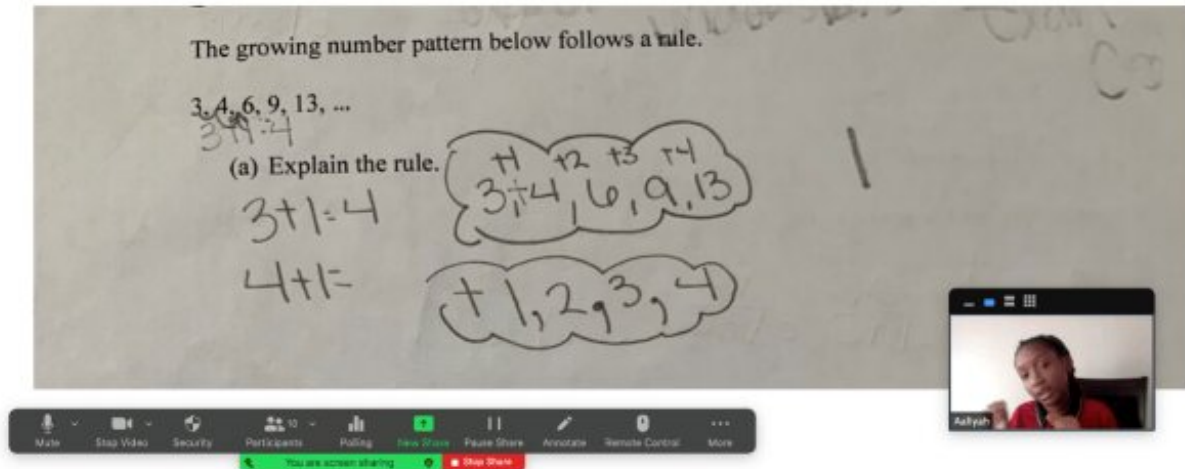 The growing number pattern below follows a rule.
3, 4, 6, 9, 13, ...
(a) Explain the rule.
+1 +2 +3 +4
3, +4, 6, 9, 13
3+1=4
4+1=
+1,2,3,4
Aaliyah
Mute
Stop Video
Security
Participants
10
Polling
New Share
Pause Share
Annotate
Remote Control
More
You are screen sharing
Stop Share